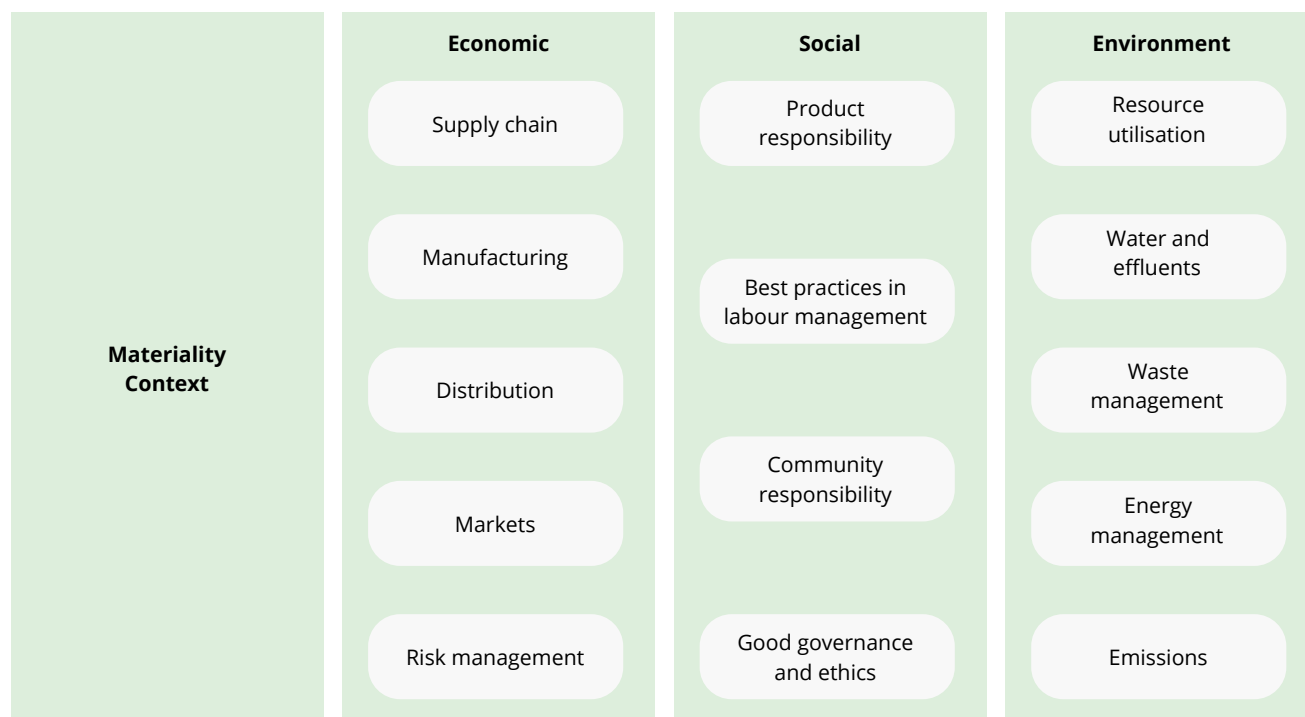 Materiality
Context
Economic
Supply chain
Manufacturing
Distribution
Markets
Risk management
Social
Product
responsibility
Best practices in
labour management
Community
responsibility
Good governance
and ethics
Environment
Resource
utilisation
Water and
effluents
Waste
management
Energy
management
Emissions